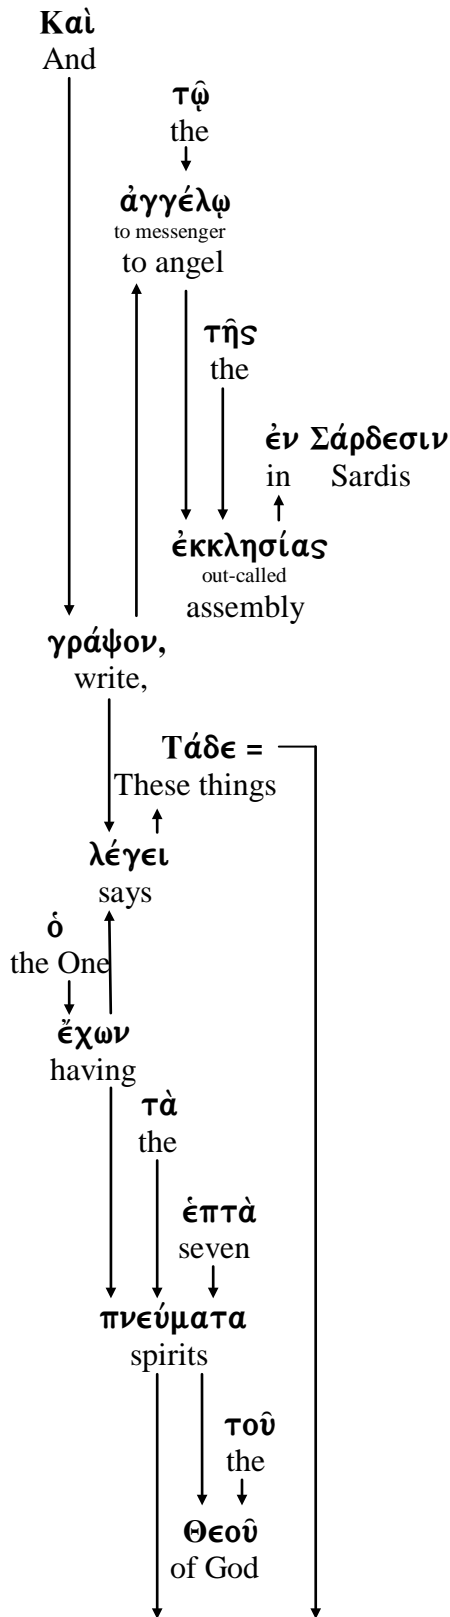 Καὶ
And
τῷ
the
ἀγγέλῳ
to messenger
to angel
τῆς
the
ἐν Σάρδεσιν
in Sardis
ἐκκλησίας
out-called
assembly
γράψον,
write,
Τάδε =
These things
λέγει
says
ὁ
the One
ἔχων
having
τὰ
the
ἑπτὰ
seven
πνεύματα
spirits
τοῦ
the
Θεοῦ
of God